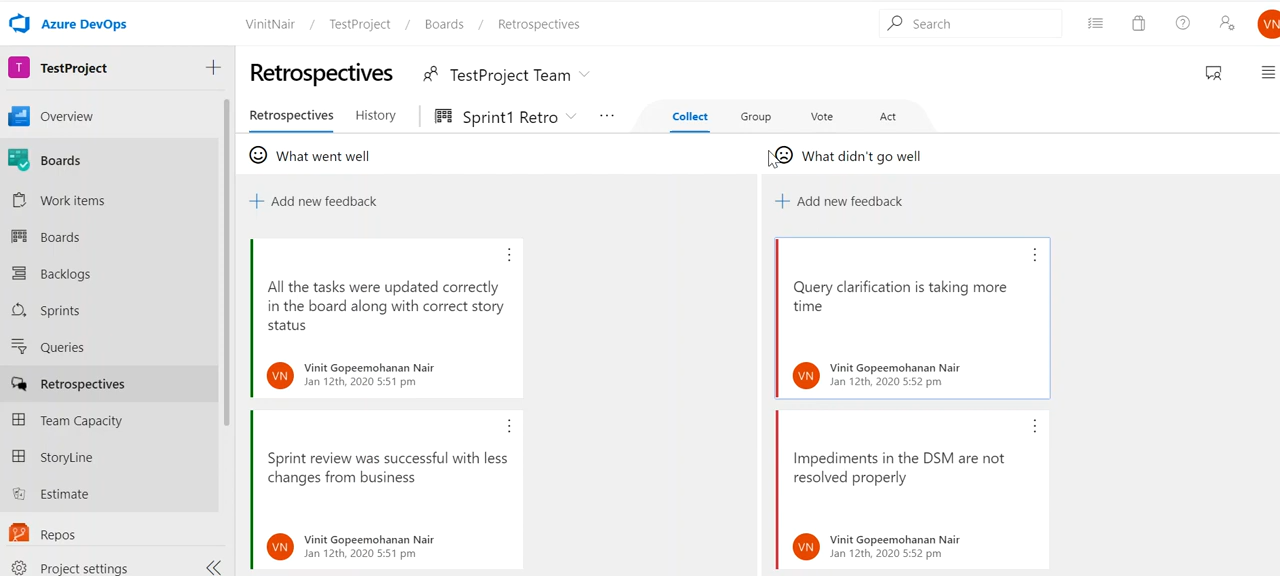 Azure DevOps
VinitNair / TestProject / Boards / Retrospectives
Search
VN
T TestProject
Retrospectives
TestProject Team
Overview
Retrospectives
History
Sprint1 Retro
Collect
Group
Vote
Act
Boards
What went well
What didn't go well
Work items
Add new feedback
Add new feedback
Boards
Backlogs
Sprints
Queries
Retrospectives
Team Capacity
StoryLine
Estimate
Repos
Project settings
All the tasks were updated correctly
in the board along with correct story
status
VN
Vinit Gopeemohanan Nair
Jan 12th, 2020 5:51 pm
Query clarification is taking more
time
VN
Vinit Gopeemohanan Nair
Jan 12th, 2020 5:52 pm
Sprint review was successful with less
changes from business
VN
Vinit Gopeemohanan Nair
Jan 12th, 2020 5:51 pm
Impediments in the DSM are not
resolved properly
VN
Vinit Gopeemohanan Nair
Jan 12th, 2020 5:52 pm